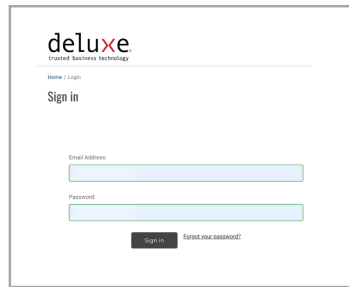 deluxe.
trusted business technology
Home / Login
Sign in
Email Address:
Password:
Sign in
Forgot your password?